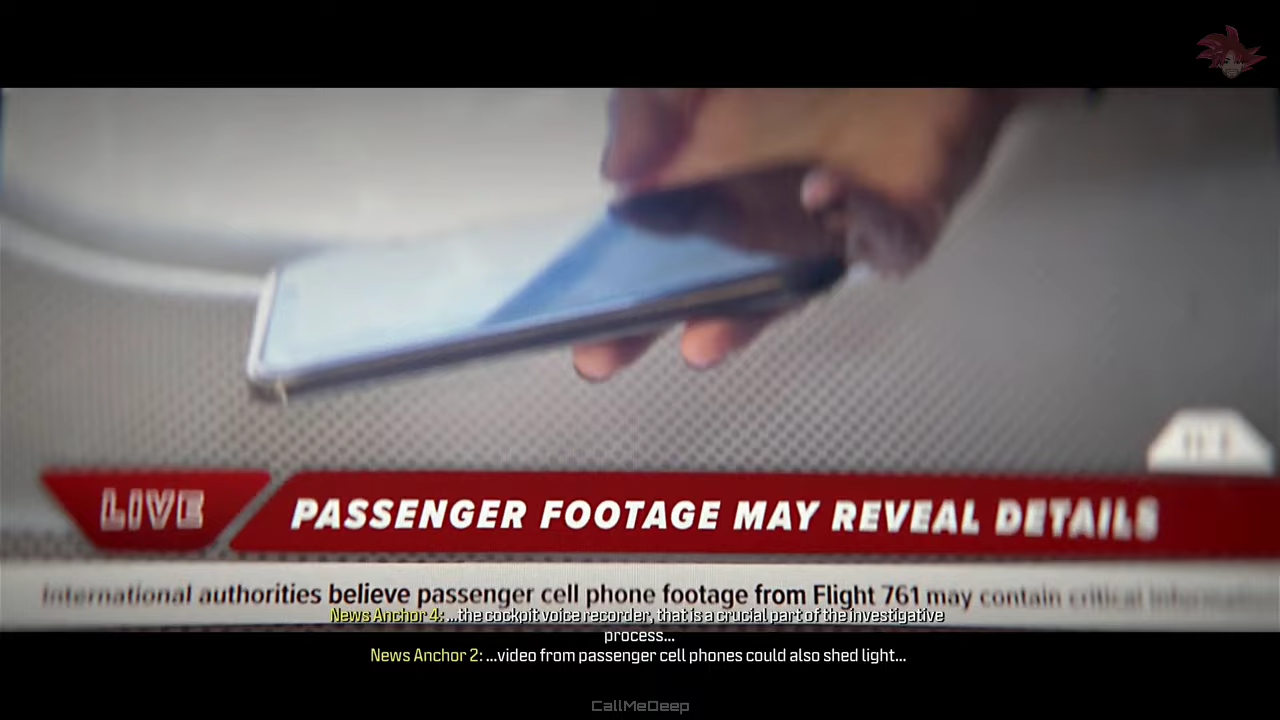 LIVE
PASSENGER FOOTAGE MAY REVEAL DETAILS
International authorities believe passenger cell phone footage from Flight 761 may contain critical
News Anchor 4: ...the cockpit voice recorder, that is a crucial part of the investigative
process...
News Anchor 2: ...video from passenger cell phones could also shed light...
CallMeDeep